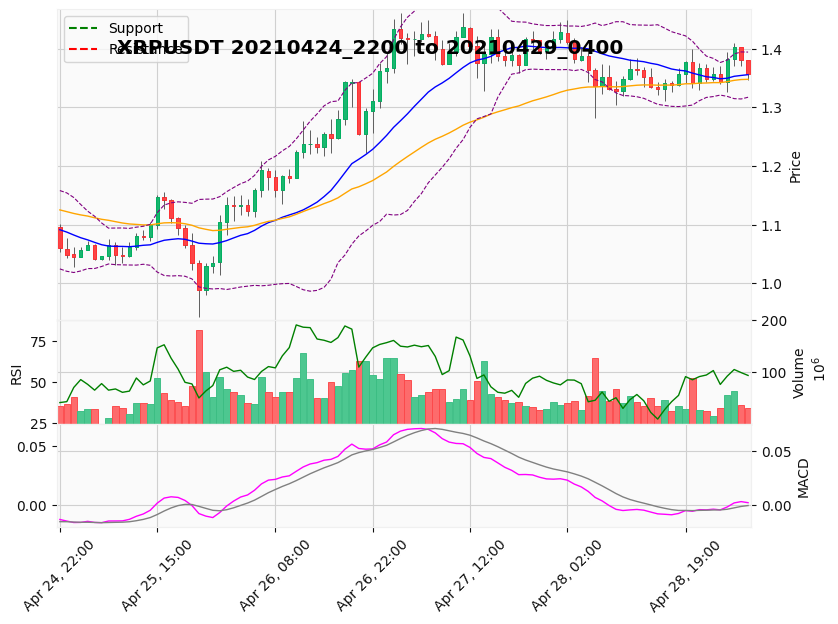 Support
Resistance
XRPUSDT 20210424_2200 to 20210429_0400
1.4
1.3
1.2
1.1
1.0
Price
75
50
25
RSI
200
100
Volume
10^6
0.05
0.00
0.05
0.00
MACD
Apr 24, 22:00
Apr 25, 15:00
Apr 26, 08:00
Apr 26, 22:00
Apr 27, 12:00
Apr 28, 02:00
Apr 28, 19:00